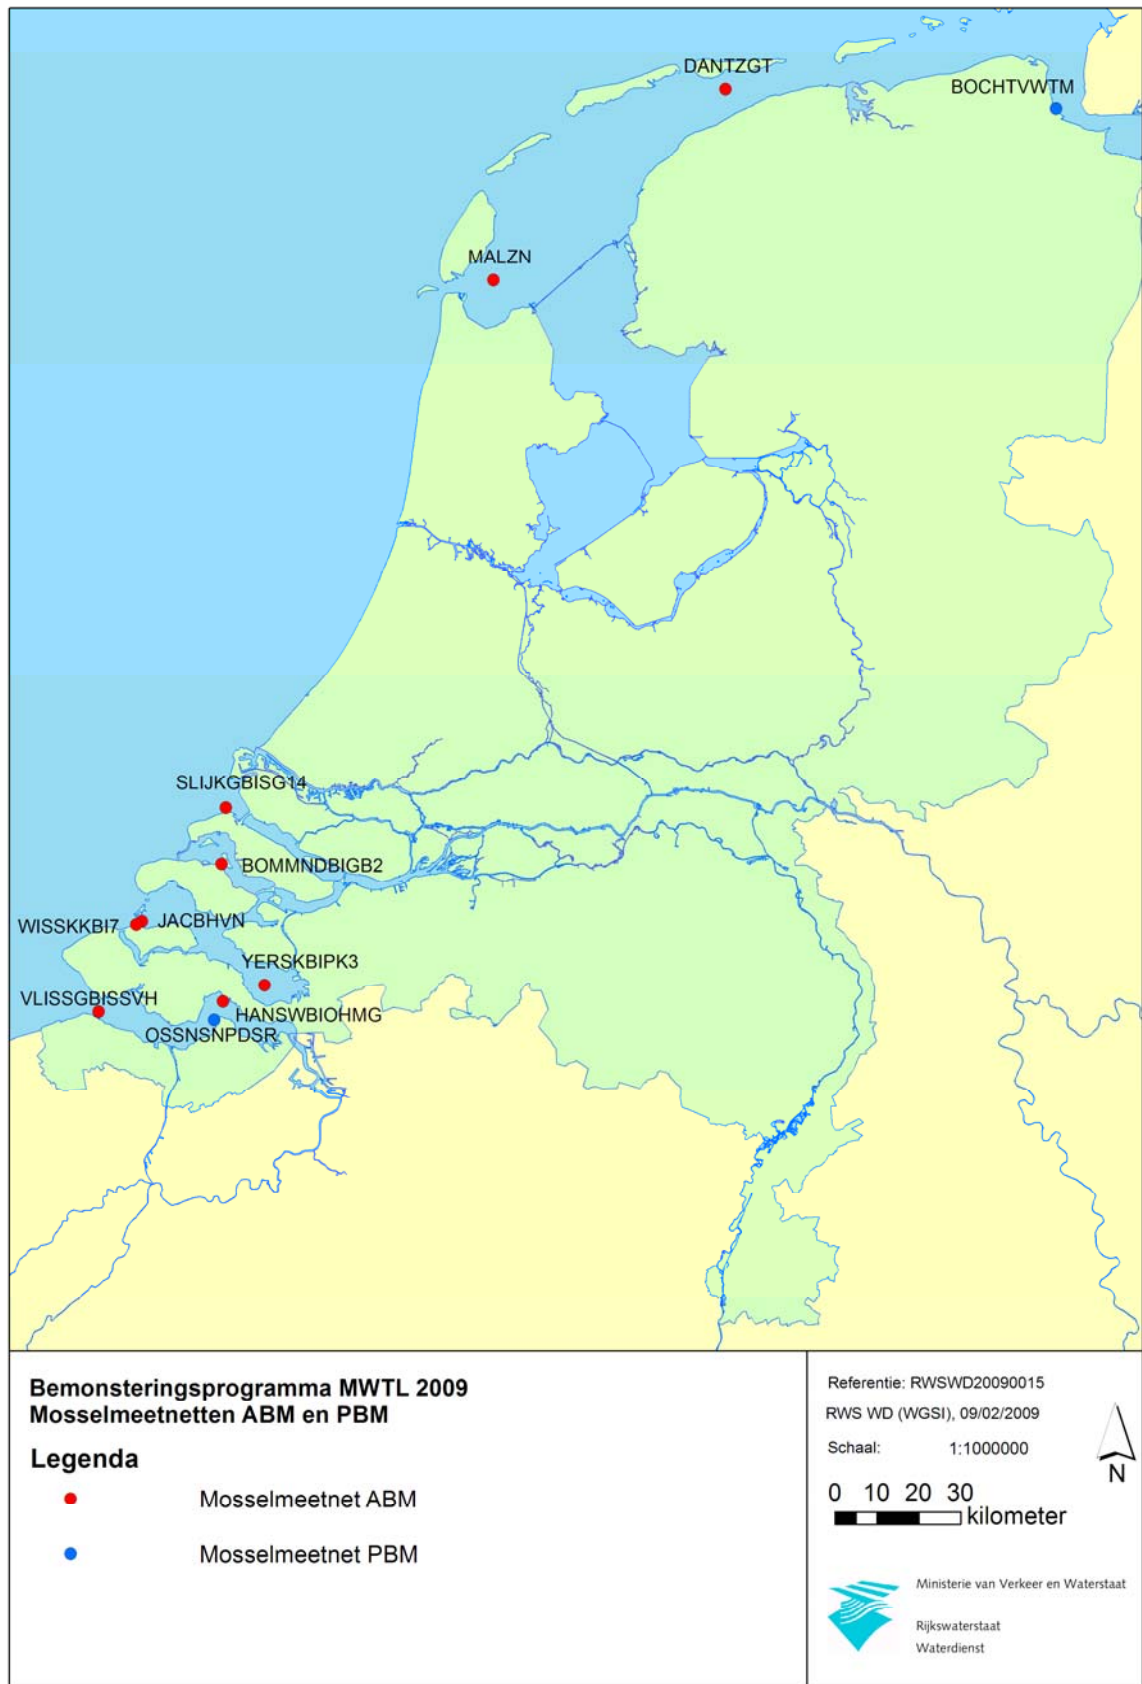 DANTZGT
BOCHTVWTM
MALZN
SLIJKGBISG14
BOMMNDBIGB2
WISSKKBI7
JACBHVN
YERSKBIPK3
VLISSGBISSVH
HANSWBIOHMG
OSSNSNPDSR
Bemonsteringsprogramma MWTL 2009
Mosselmeetnetten ABM en PBM
Legenda
Mosselmeetnet ABM
Mosselmeetnet PBM
Referentie: RWSWD20090015
RWS WD (WGSI), 09/02/2009
Schaal: 1:1000000
N
0 10 20 30
kilometer
Ministerie van Verkeer en Waterstaat
Rijkswaterstaat
Waterdienst